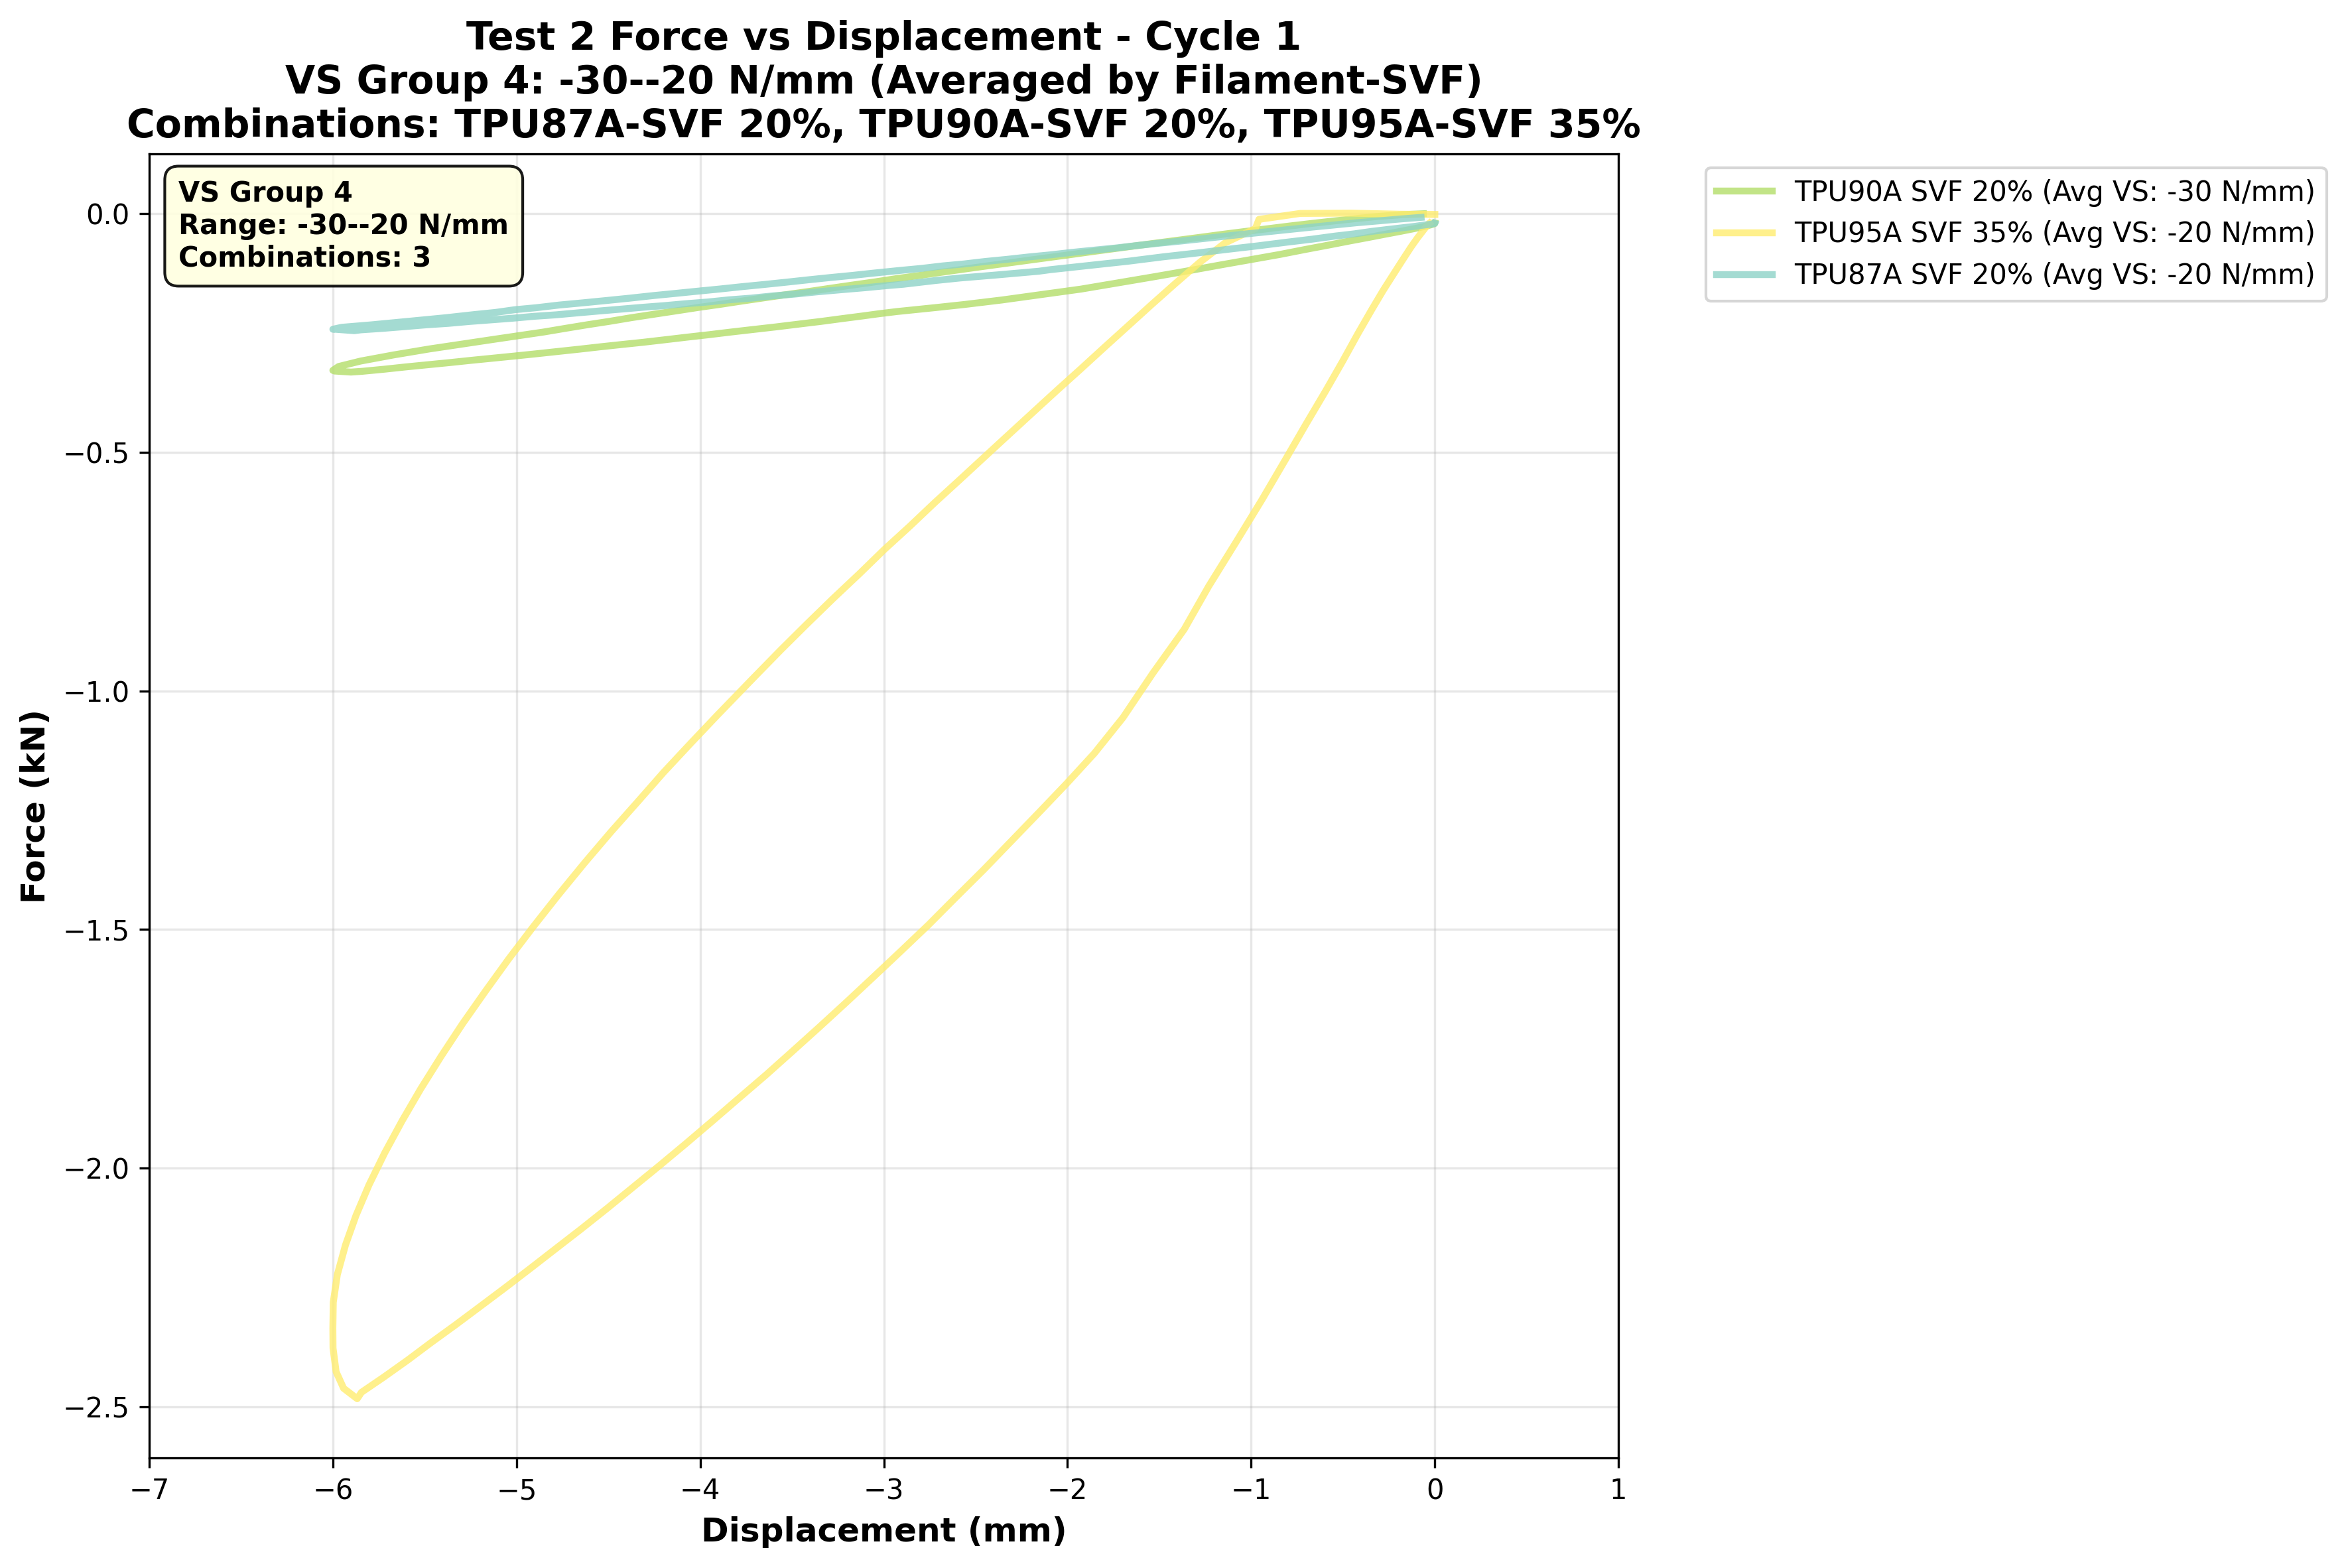 Test 2 Force vs Displacement - Cycle 1
VS Group 4: -30--20 N/mm (Averaged by Filament-SVF)
Combinations: TPU87A-SVF 20%, TPU90A-SVF 20%, TPU95A-SVF 35%
VS Group 4
Range: -30--20 N/mm
Combinations: 3
TPU90A SVF 20% (Avg VS: -30 N/mm)
TPU95A SVF 35% (Avg VS: -20 N/mm)
TPU87A SVF 20% (Avg VS: -20 N/mm)
Force (kN)
0.0
−0.5
−1.0
−1.5
−2.0
−2.5
−7 −6 −5 −4 −3 −2 −1 0 1
Displacement (mm)